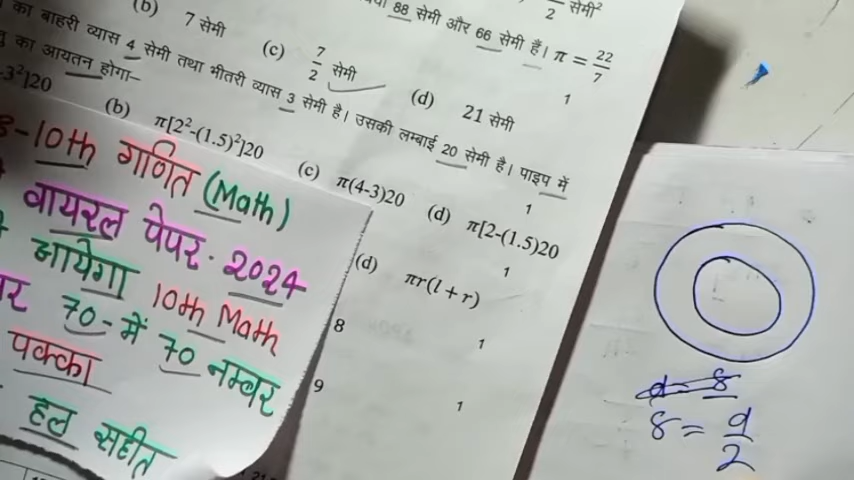 88 सेमी और 66 सेमी हैं। π = 22/7
2 सेमी²
(b) 7 सेमी (c) 7/2 सेमी (d) 21 सेमी
1
का बाहरी व्यास 4 सेमी तथा भीतरी व्यास 3 सेमी है। उसकी लम्बाई 20 सेमी है। पाइप में
का आयतन होगा-
1
-3²]20 (b) π[2²-(1.5)²]20 (c) π(4-3)20 (d) π[2-(1.5)20
1
(d) πr(l+r)
8
1
9
1
10th गणित (Math)
वायरल पेपर. 2024
आयेगा 10th Math
70-में 70 नम्बर
पक्का
हल सहीत
d = 8
8 = d/2